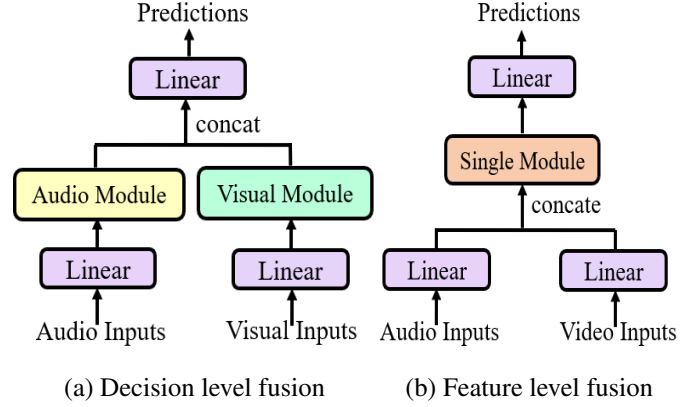 Predictions
Linear
concat
Audio Module
Visual Module
Linear
Linear
Audio Inputs
Visual Inputs
(a) Decision level fusion
Predictions
Linear
Single Module
concate
Linear
Linear
Audio Inputs
Video Inputs
(b) Feature level fusion